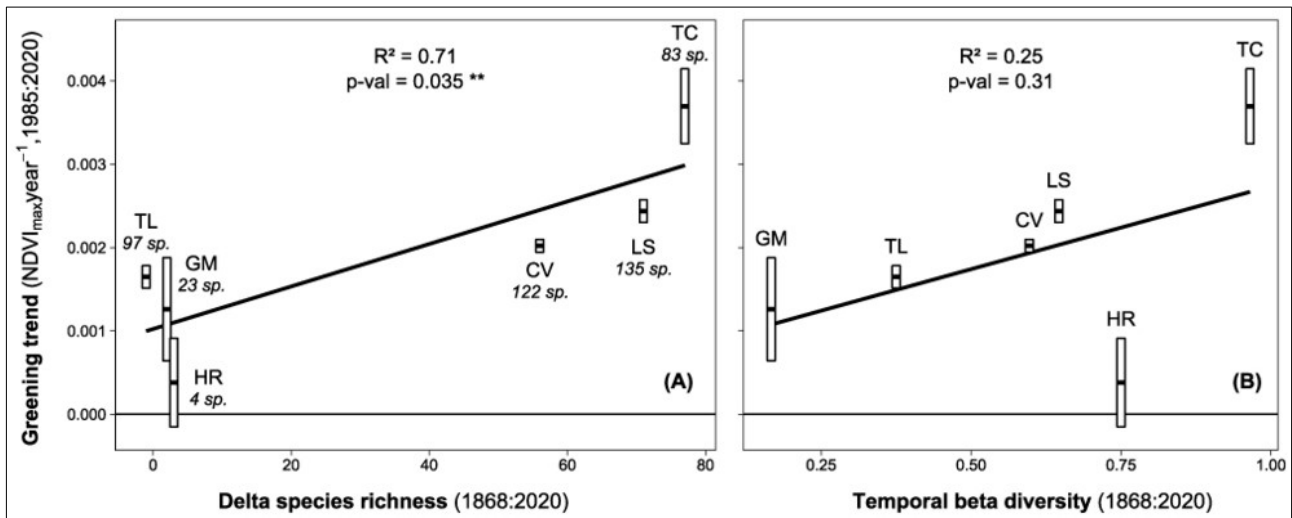 Greening trend (NDVImaxyear⁻¹,1985:2020)
0.004
0.003
0.002
0.001
0.000
R² = 0.71
p-val = 0.035 **
TC
83 sp.
TL
97 sp.
GM
23 sp.
HR
4 sp.
CV
122 sp.
LS
135 sp.
(A)
0 20 40 60 80
Delta species richness (1868:2020)
R² = 0.25
p-val = 0.31
TC
LS
CV
GM
TL
HR
(B)
0.25 0.50 0.75 1.00
Temporal beta diversity (1868:2020)